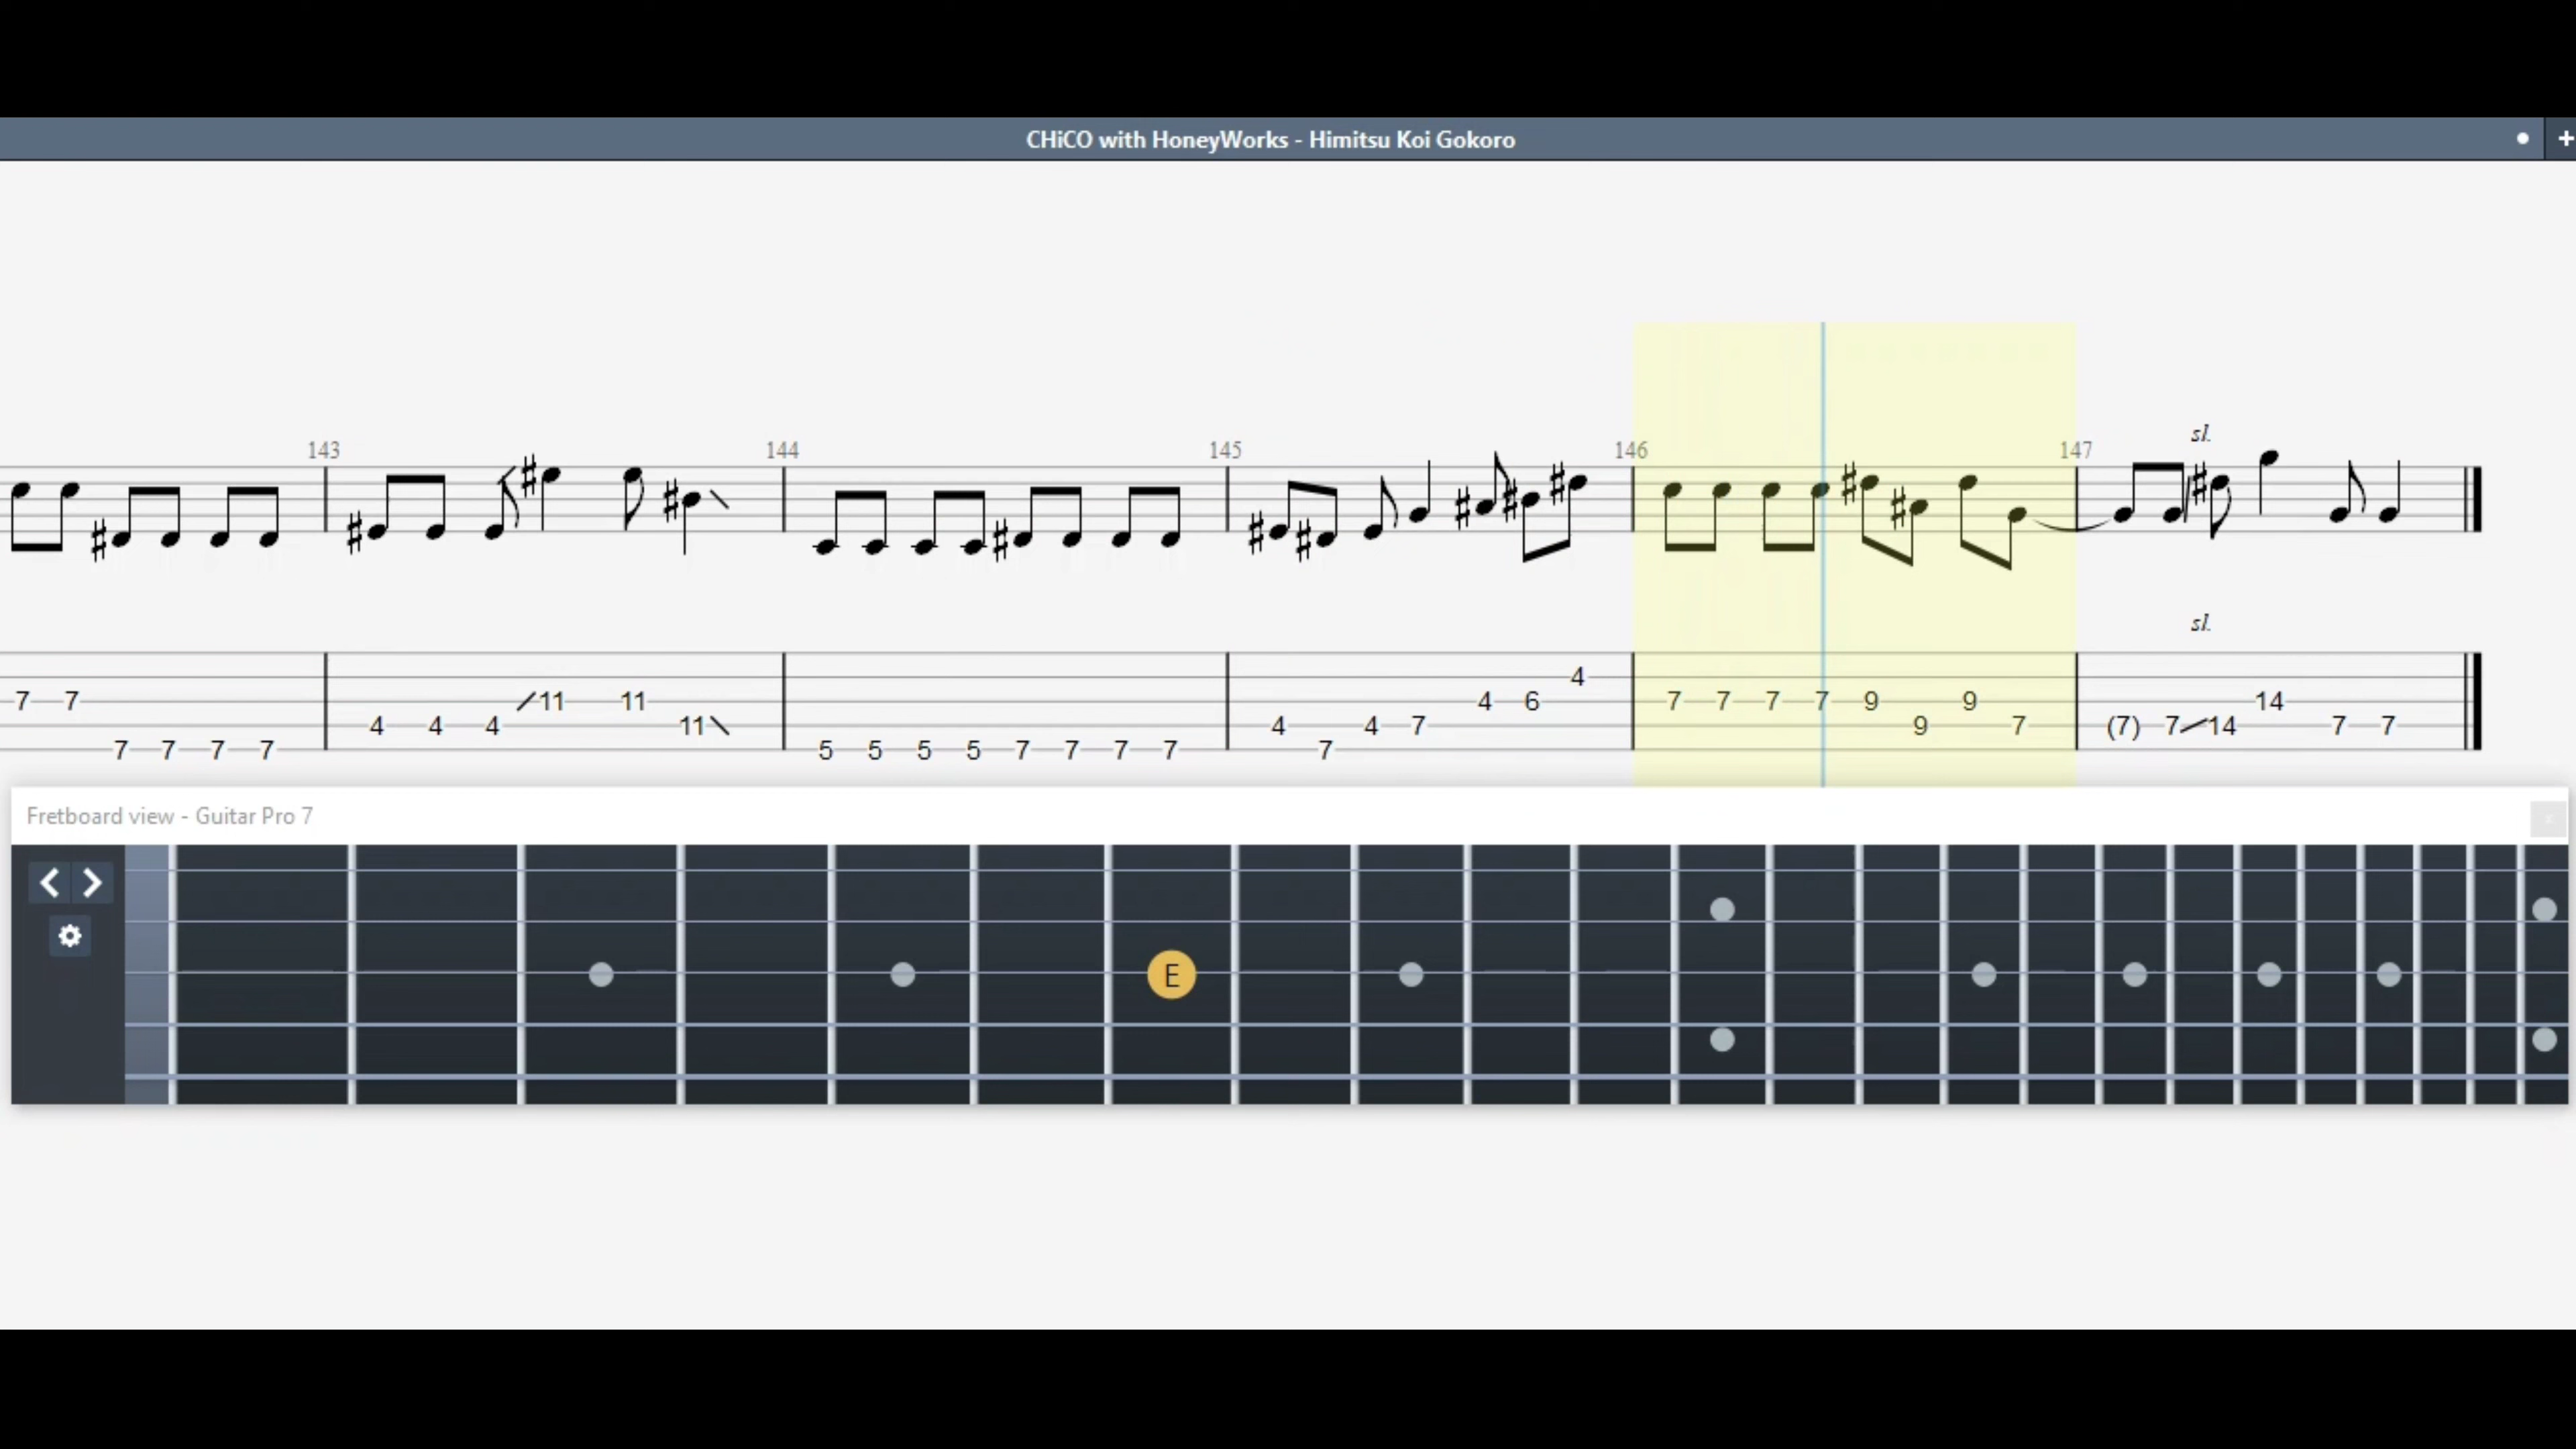 CHiCO with HoneyWorks - Himitsu Koi Gokoro
143 144 145 146 147
sl.
sl.
4
7 7 11 11 4 6 7 7 7 7 9 9 14
4 4 4 11 4 4 7 9 7 (7) 7 14 7 7
7 7 7 7 5 5 5 5 7 7 7 7 7
Fretboard view - Guitar Pro 7
E